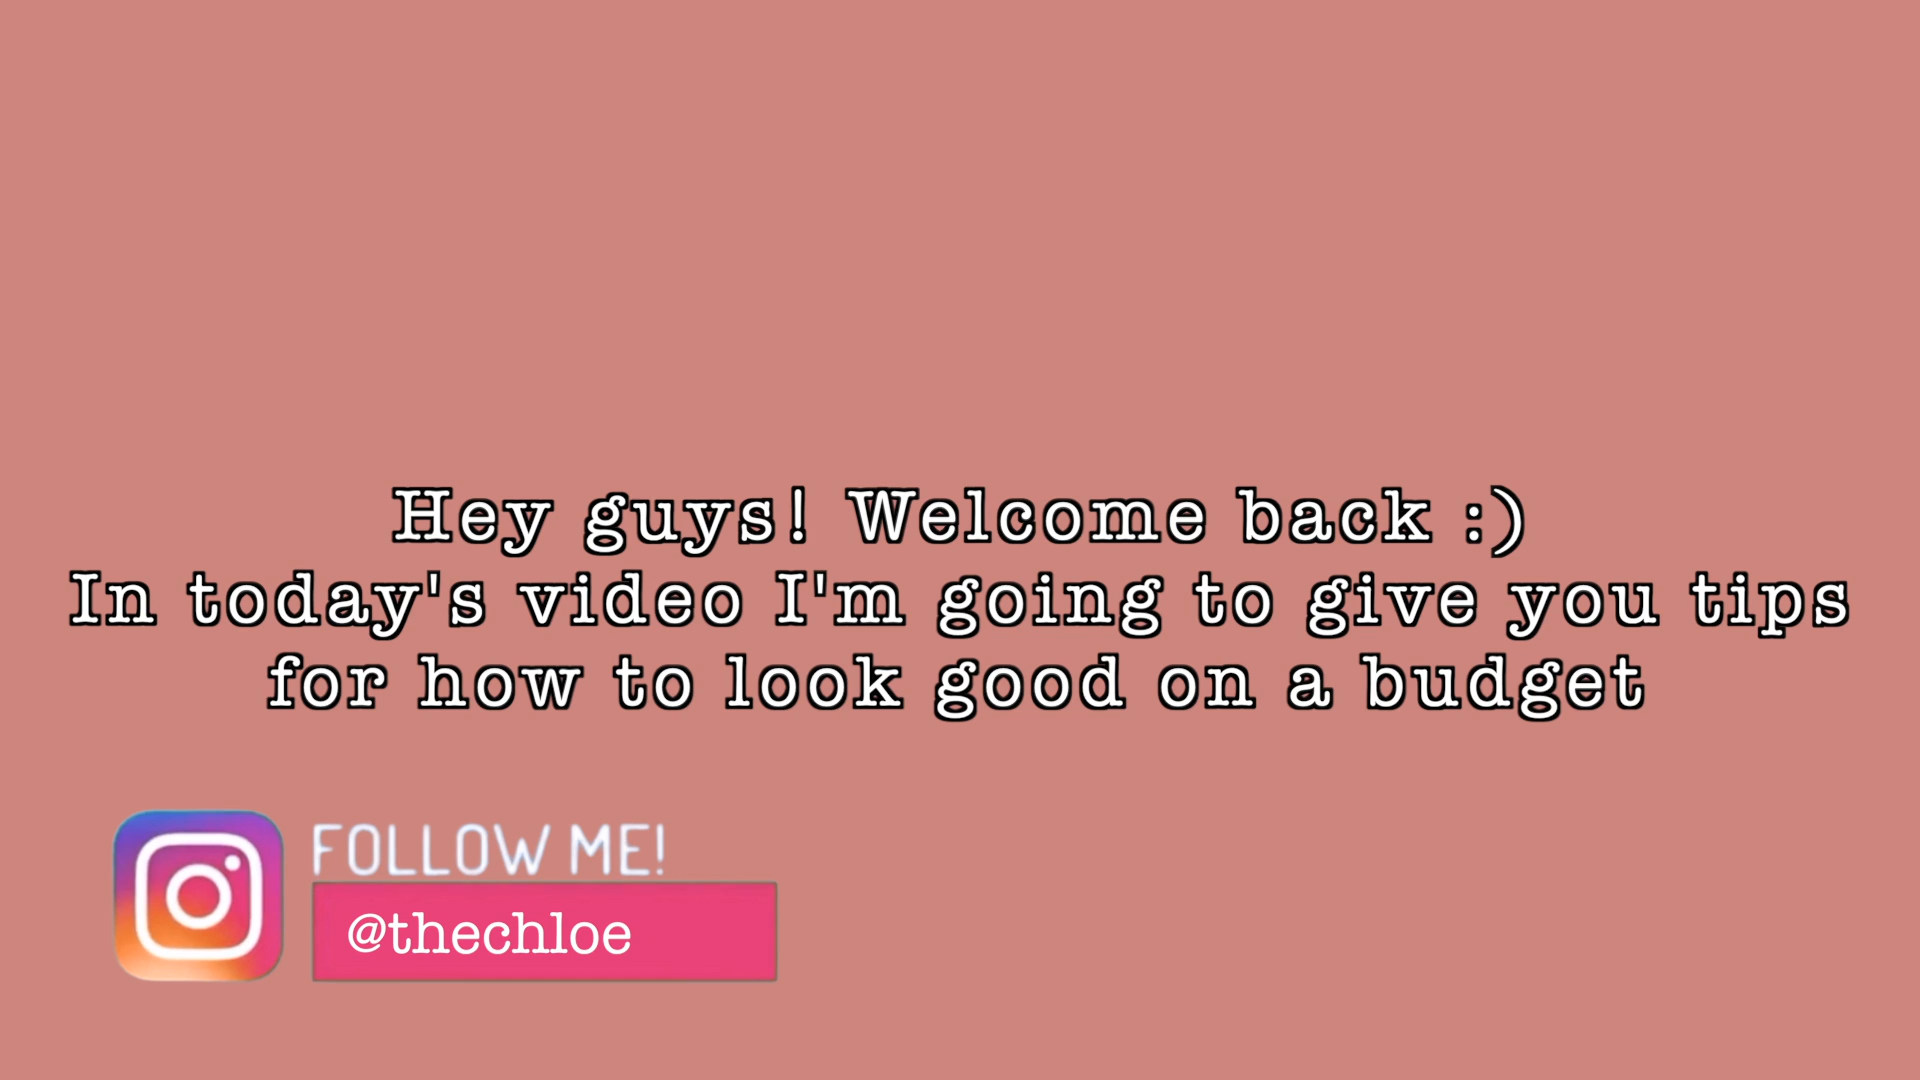 Hey guys! Welcome back :)
In today's video I'm going to give you tips
for how to look good on a budget
FOLLOW ME!
@thechloe